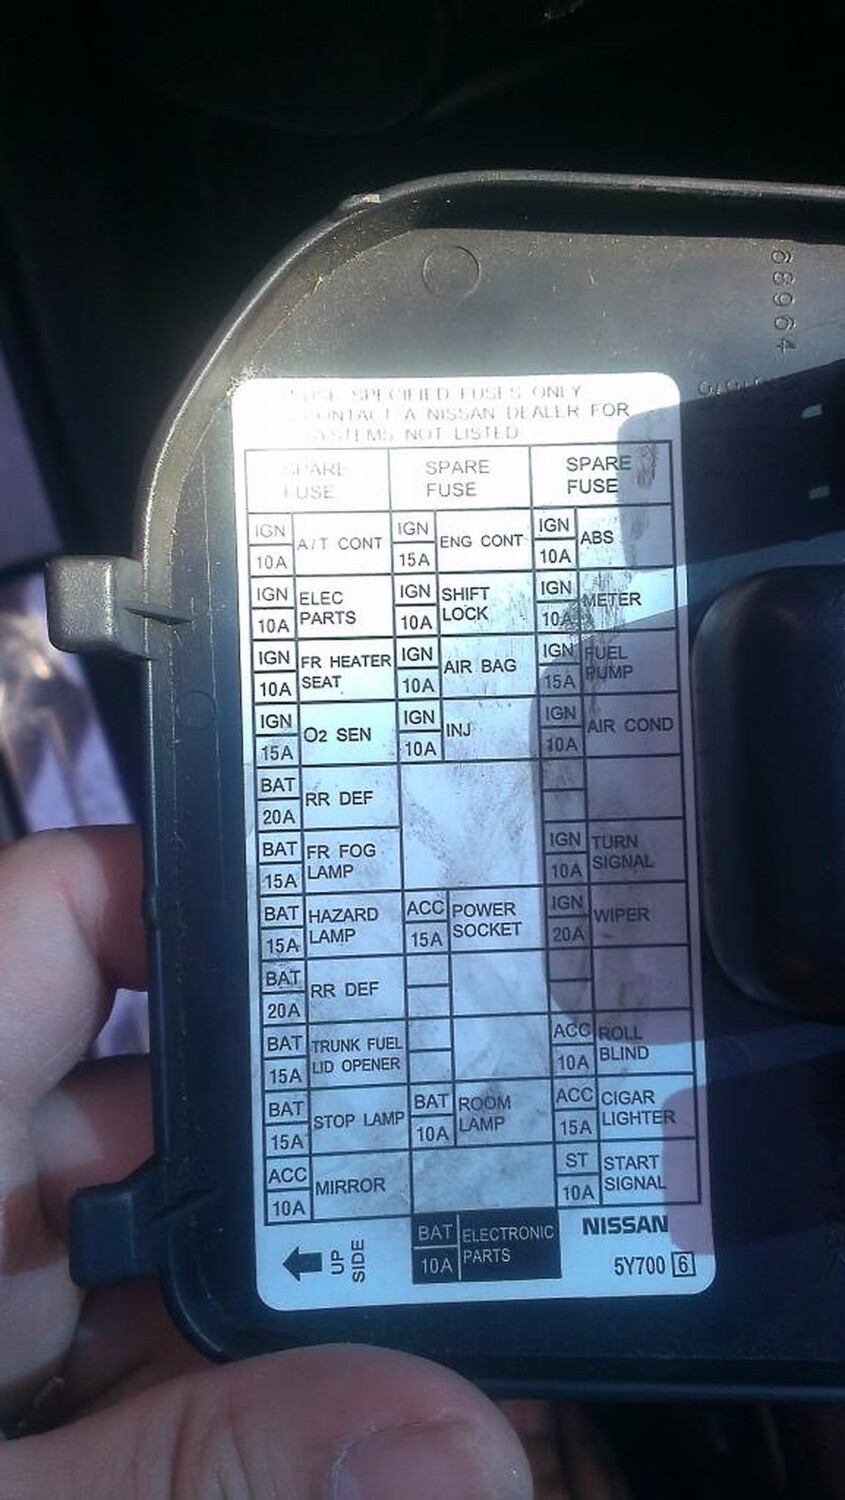 68964
USE SPECIFIED FUSES ONLY
CONTACT A NISSAN DEALER FOR
SYSTEMS NOT LISTED
SPARE FUSE
SPARE FUSE
SPARE FUSE
IGN 10A A/T CONT
IGN 15A ENG CONT
IGN 10A ABS
IGN 10A ELEC PARTS
IGN 10A SHIFT LOCK
IGN 10A METER
IGN 10A FR HEATER SEAT
IGN 10A AIR BAG
IGN 15A FUEL PUMP
IGN 15A O2 SEN
IGN 10A INJ
IGN 10A AIR COND
BAT 20A RR DEF
BAT 15A FR FOG LAMP
IGN 10A TURN SIGNAL
BAT 15A HAZARD LAMP
ACC 15A POWER SOCKET
IGN 20A WIPER
BAT 20A RR DEF
BAT 15A TRUNK FUEL LID OPENER
ACC 10A ROLL BLIND
BAT 15A STOP LAMP
BAT 10A ROOM LAMP
ACC 15A CIGAR LIGHTER
ACC 10A MIRROR
ST 10A START SIGNAL
UP SIDE
BAT 10A ELECTRONIC PARTS
NISSAN
5Y700 6